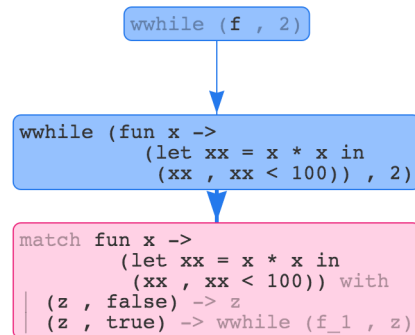 wwhile (f , 2)
wwhile (fun x ->
(let xx = x * x in
(xx , xx < 100)) , 2)
match fun x ->
(let xx = x * x in
(xx , xx < 100)) with
| (z , false) -> z
| (z , true) -> wwhile (f_1 , z)